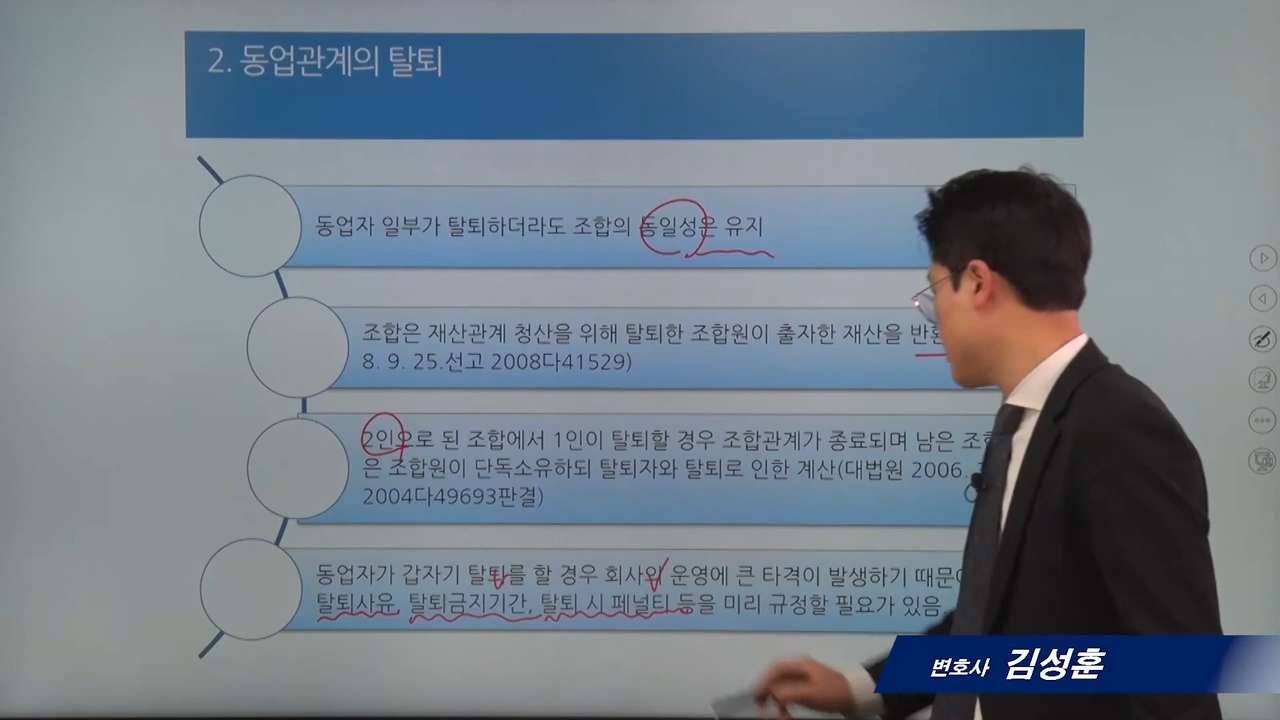 2. 동업관계의 탈퇴
동업자 일부가 탈퇴하더라도 조합의 동일성은 유지
조합은 재산관계 청산을 위해 탈퇴한 조합원이 출자한 재산을
8. 9. 25.선고 2008다41529)
2인으로 된 조합에서 1인이 탈퇴할 경우 조합관계가 종료되며 남은
은 조합원이 단독소유하되 탈퇴자와 탈퇴로 인한 계산(대법원 2006.
2004다49693판결)
동업자가 갑자기 탈퇴를 할 경우 회사의 운영에 큰 타격이 발생하기
탈퇴사유, 탈퇴금지기간, 탈퇴 시 페널티 등을 미리 규정할 필요가 있음
변호사 김성훈